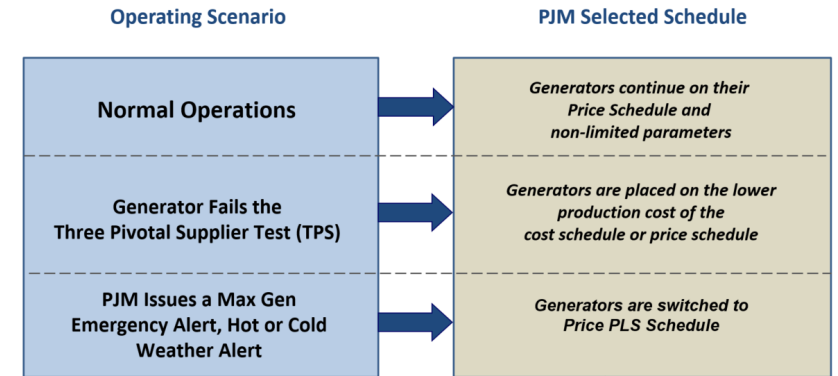 Operating Scenario
PJM Selected Schedule
Normal Operations
Generators continue on their
Price Schedule and
non-limited parameters
Generator Fails the
Three Pivotal Supplier Test (TPS)
Generators are placed on the lower
production cost of the
cost schedule or price schedule
PJM Issues a Max Gen
Emergency Alert, Hot or Cold
Weather Alert
Generators are switched to
Price PLS Schedule